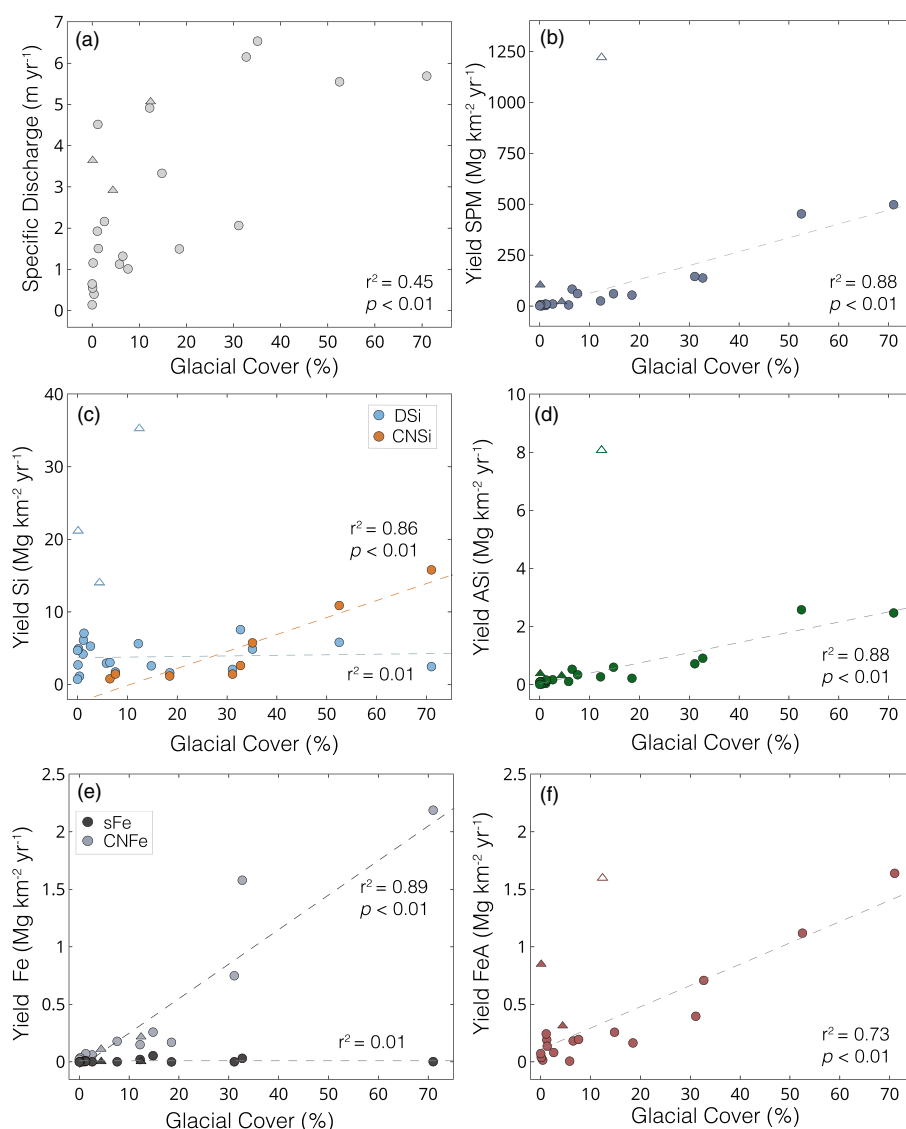 (a)
Specific Discharge (m yr⁻¹)
7
6
5
4
3
2
1
0
r² = 0.45
p < 0.01
0 10 20 30 40 50 60 70
Glacial Cover (%)
(b)
Yield SPM (Mg km⁻² yr⁻¹)
1250
1000
750
500
250
0
r² = 0.88
p < 0.01
0 10 20 30 40 50 60 70
Glacial Cover (%)
(c)
Yield Si (Mg km⁻² yr⁻¹)
40
30
20
10
0
DSi
CNSi
r² = 0.86
p < 0.01
r² = 0.01
0 10 20 30 40 50 60 70
Glacial Cover (%)
(d)
Yield ASi (Mg km⁻² yr⁻¹)
10
8
6
4
2
0
r² = 0.88
p < 0.01
0 10 20 30 40 50 60 70
Glacial Cover (%)
(e)
Yield Fe (Mg km⁻² yr⁻¹)
2.5
2
1.5
1
0.5
0
sFe
CNFe
r² = 0.89
p < 0.01
r² = 0.01
0 10 20 30 40 50 60 70
Glacial Cover (%)
(f)
Yield FeA (Mg km⁻² yr⁻¹)
2.5
2
1.5
1
0.5
0
r² = 0.73
p < 0.01
0 10 20 30 40 50 60 70
Glacial Cover (%)